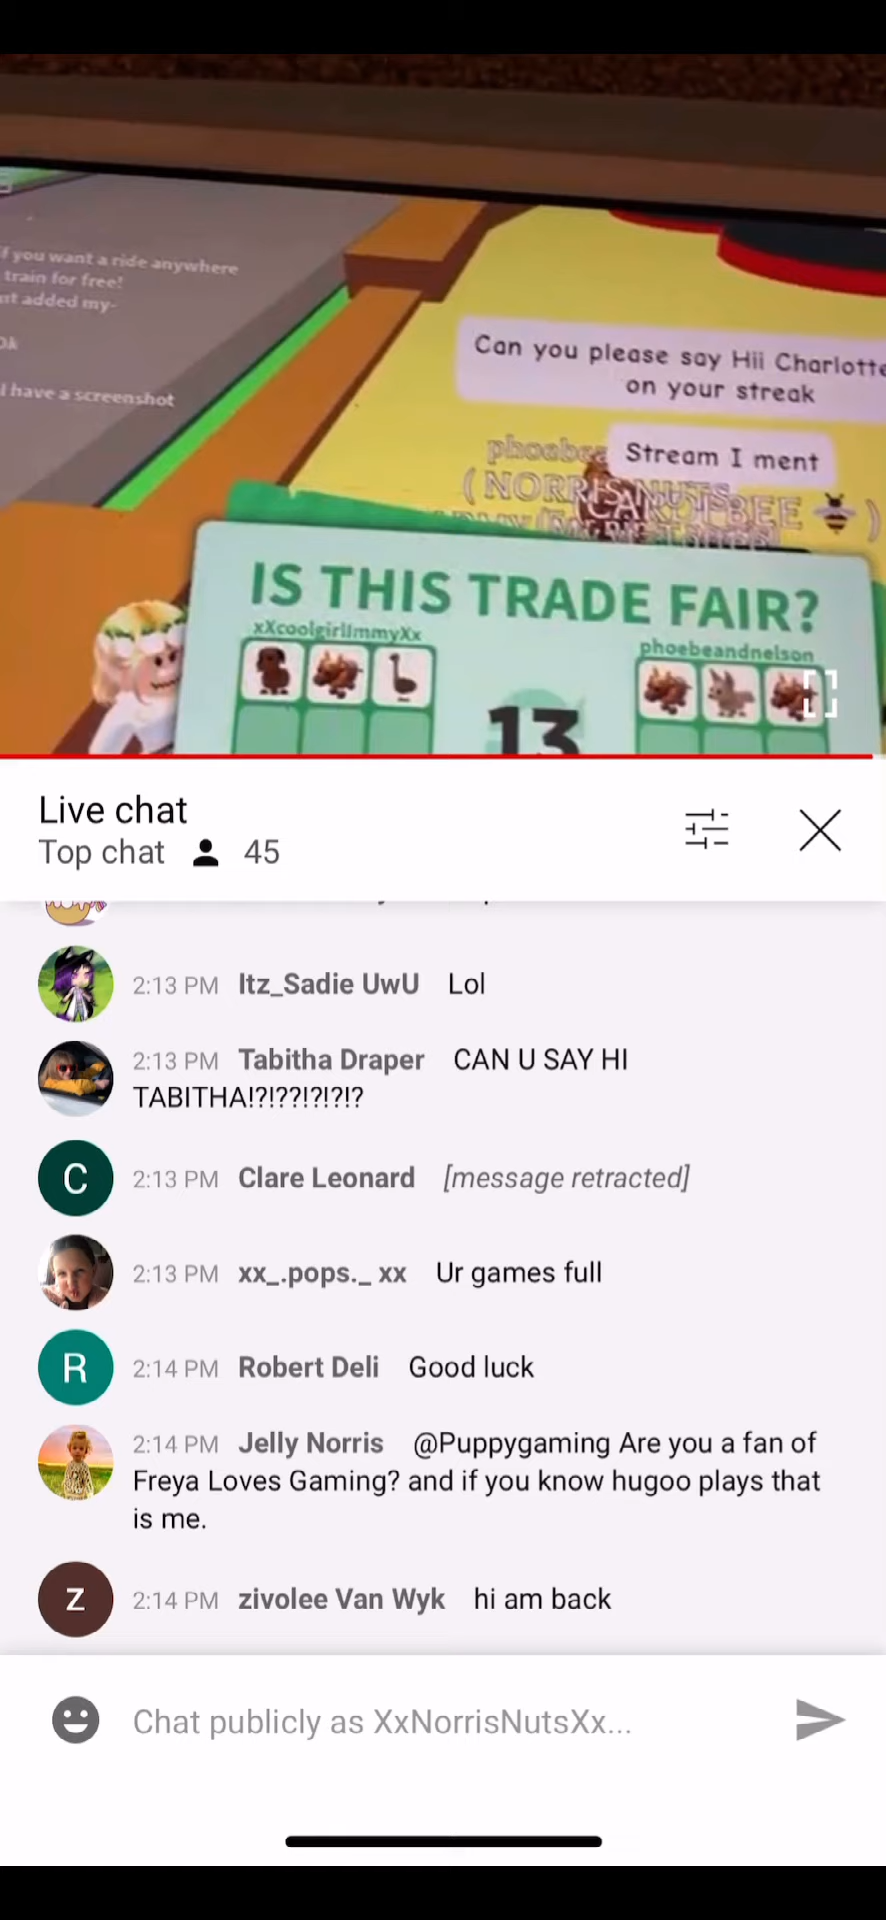 f you want a ride anywhere
train for free!
st added my-
Ok
I have a screenshot
Can you please say Hii Charlotte
on your streak
Stream I ment
phoebea
(NORRIS NUTS
BEE 🐝)
IS THIS TRADE FAIR?
xXcoolgirlImmyXx
phoebeandnelson
13
Live chat
Top chat 45
2:13 PM Itz_Sadie UwU Lol
2:13 PM Tabitha Draper CAN U SAY HI
TABITHA!?!??!?!?!?
2:13 PM Clare Leonard [message retracted]
C
2:13 PM xx_.pops._ xx Ur games full
R
2:14 PM Robert Deli Good luck
2:14 PM Jelly Norris @Puppygaming Are you a fan of
Freya Loves Gaming? and if you know hugoo plays that
is me.
Z
2:14 PM zivolee Van Wyk hi am back
Chat publicly as XxNorrisNutsXx...